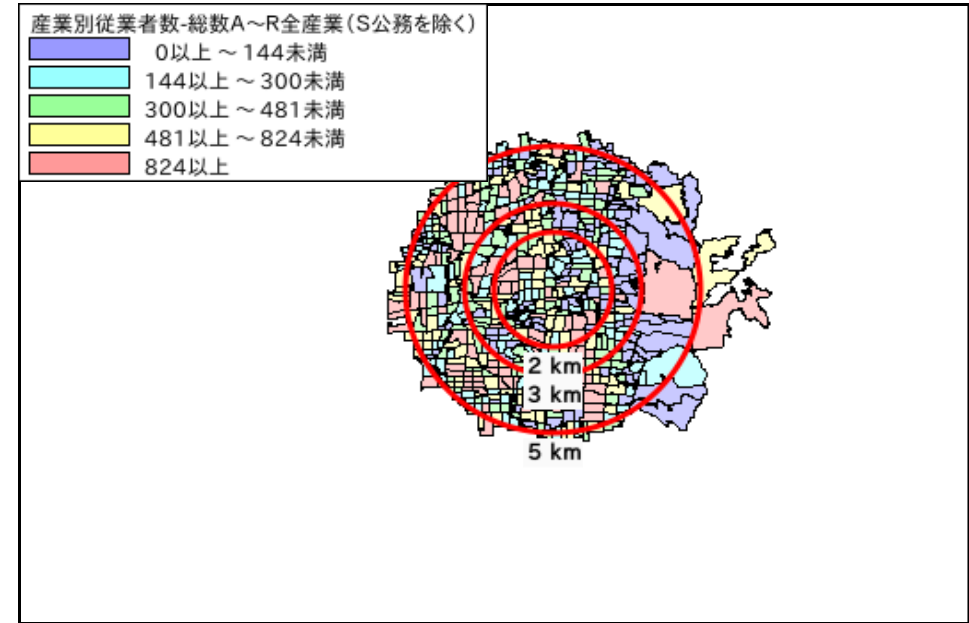 産業別従業者数-総数A～R全産業(S公務を除く)
0以上 ～ 144未満
144以上 ～ 300未満
300以上 ～ 481未満
481以上 ～ 824未満
824以上
2 km
3 km
5 km